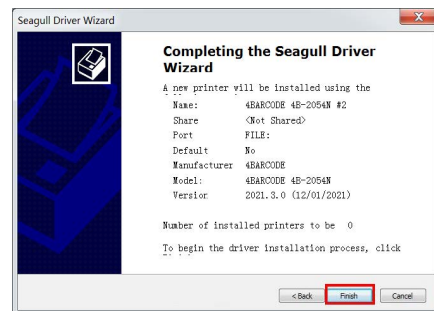 Seagull Driver Wizard
Completing the Seagull Driver
Wizard
A new printer will be installed using the
Name: 4BARCODE 4B-2054N #2
Share <Not Shared>
Port FILE:
Default No
Manufacturer 4BARCODE
Model: 4BARCODE 4B-2054N
Version 2021.3.0 (12/01/2021)
Number of installed printers to be 0
To begin the driver installation process, click
< Back Finish Cancel